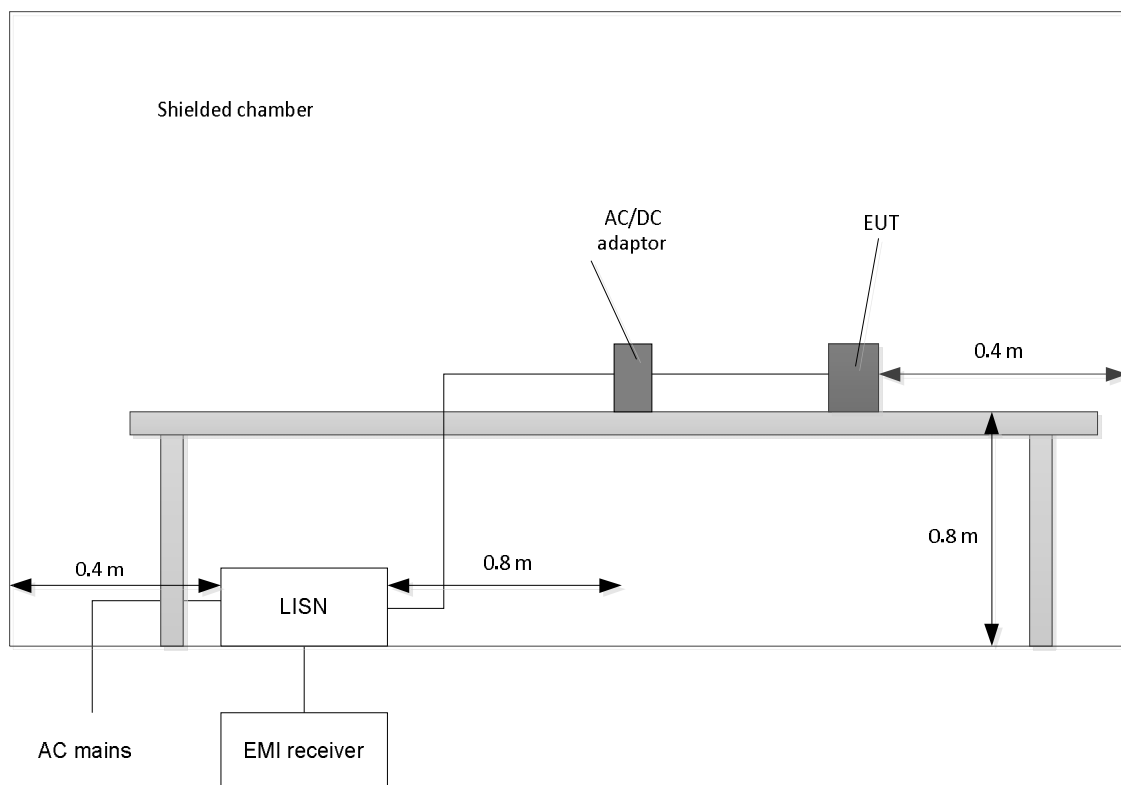 Shielded chamber
AC/DC
adaptor
EUT
0.4 m
0.8 m
0.4 m
0.8 m
LISN
AC mains
EMI receiver